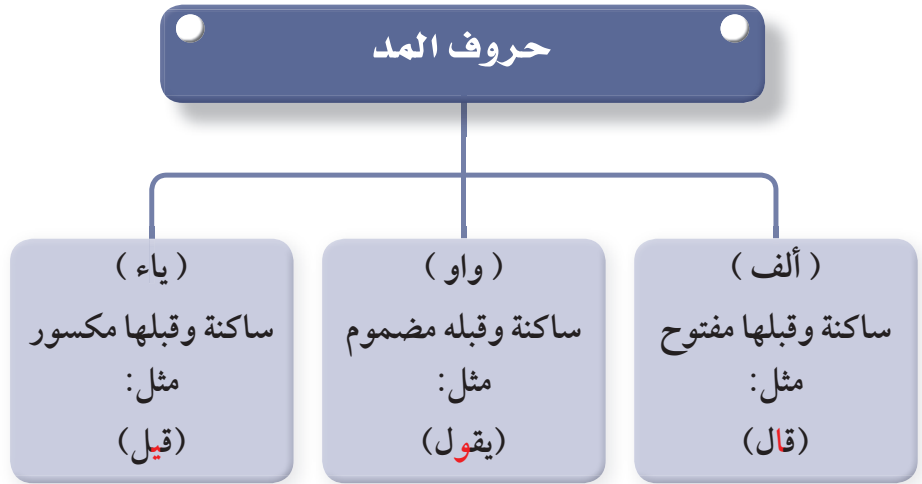 حروف المد
( ألف )
ساكنة وقبلها مفتوح
مثل:
(قال)
( واو )
ساكنة وقبله مضموم
مثل:
(يقول)
( ياء )
ساكنة وقبلها مكسور
مثل:
(قيل)